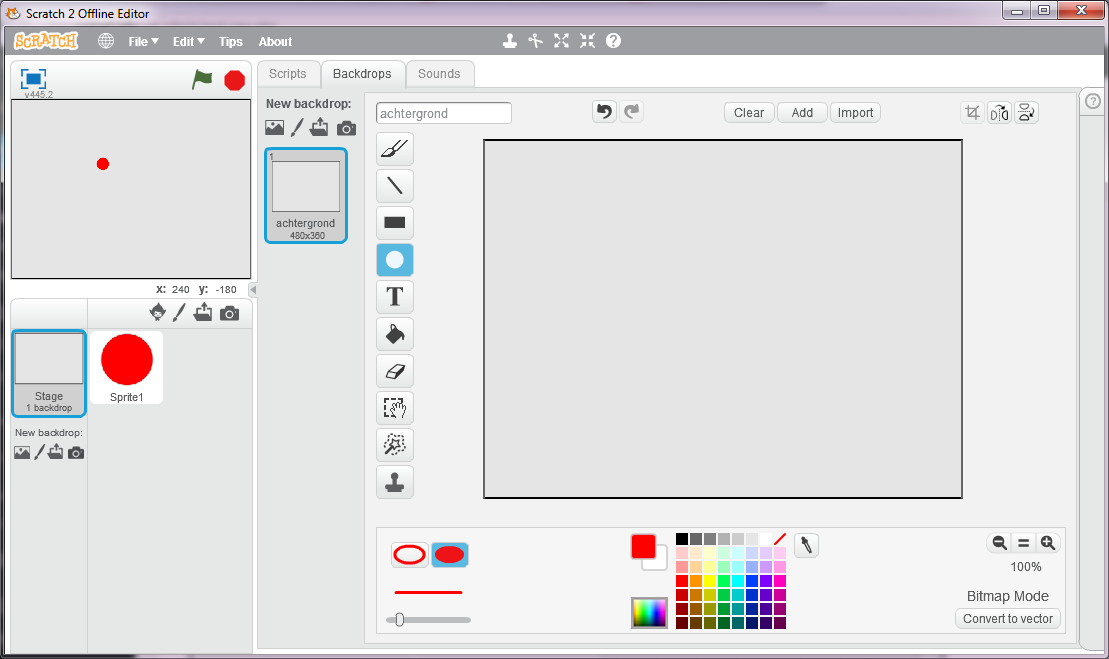 Scratch 2 Offline Editor
SCRATCH File Edit Tips About
v445.2
Scripts Backdrops Sounds
New backdrop:
achtergrond
Clear Add Import
1
achtergrond
480x360
T
x: 240 y: -180
Stage
1 backdrop
Sprite1
New backdrop:
100%
Bitmap Mode
Convert to vector